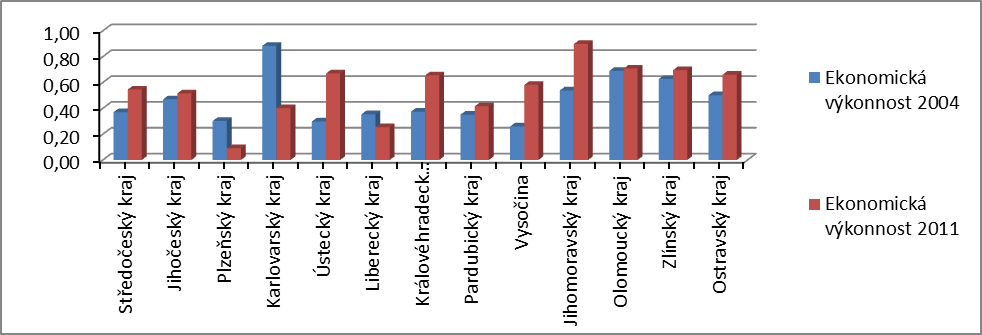 1,00
0,80
0,60
0,40
0,20
0,00
Středočeský kraj
Jihočeský kraj
Plzeňský kraj
Karlovarský kraj
Ústecký kraj
Liberecký kraj
Královéhradeck...
Pardubický kraj
Vysočina
Jihomoravský kraj
Olomoucký kraj
Zlínský kraj
Ostravský kraj
Ekonomická
výkonnost 2004
Ekonomická
výkonnost 2011